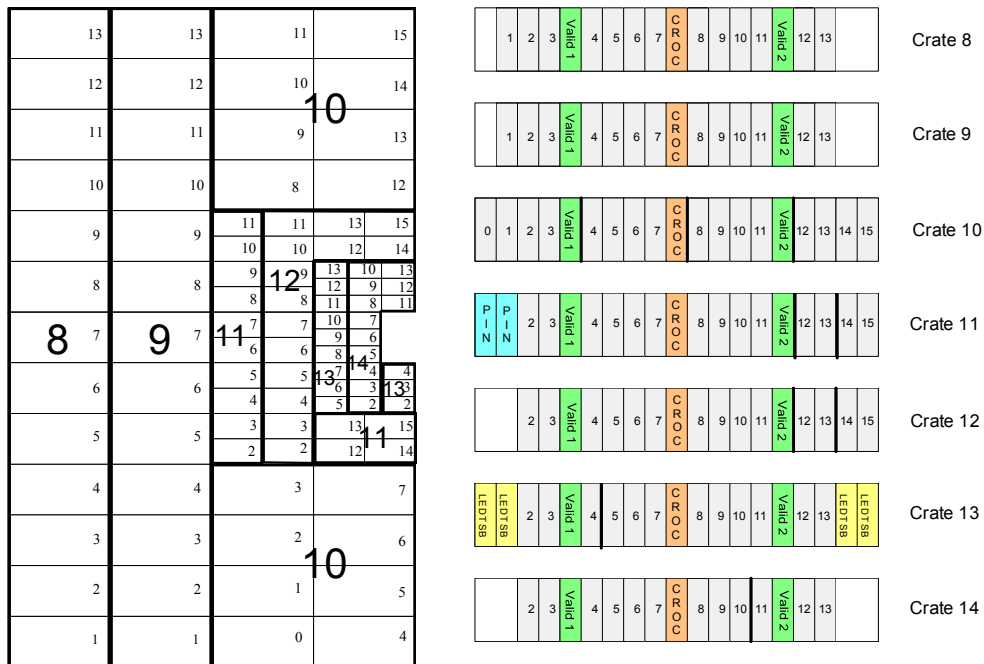 13 13 11 15
12 12 10 14
10
11 11 9 13
10 10 8 12
11 11 13 15
9 9
10 10 12 14
9 12 9 13 10 13
12 9 12
8 8 8 8 11 8 11
7 7 10 7
8 7 9 7 11 9 6
6 6 8 5
14
5 5 7 4 4
13 13
6 6 6 3 3
4 4 5 2 2
3 3 13 15
5 5 11
2 2 12 14
4 4 3 7
3 3 2 6
10
2 2 1 5
1 1 0 4
1 2 3 Valid 1 4 5 6 7 CROC 8 9 10 11 Valid 2 12 13 Crate 8
1 2 3 Valid 1 4 5 6 7 CROC 8 9 10 11 Valid 2 12 13 Crate 9
0 1 2 3 Valid 1 4 5 6 7 CROC 8 9 10 11 Valid 2 12 13 14 15 Crate 10
PIN PIN 2 3 Valid 1 4 5 6 7 CROC 8 9 10 11 Valid 2 12 13 14 15 Crate 11
2 3 Valid 1 4 5 6 7 CROC 8 9 10 11 Valid 2 12 13 14 15 Crate 12
LEDTSB LEDTSB 2 3 Valid 1 4 5 6 7 CROC 8 9 10 11 Valid 2 12 13 LEDTSB LEDTSB Crate 13
2 3 Valid 1 4 5 6 7 CROC 8 9 10 11 Valid 2 12 13 Crate 14